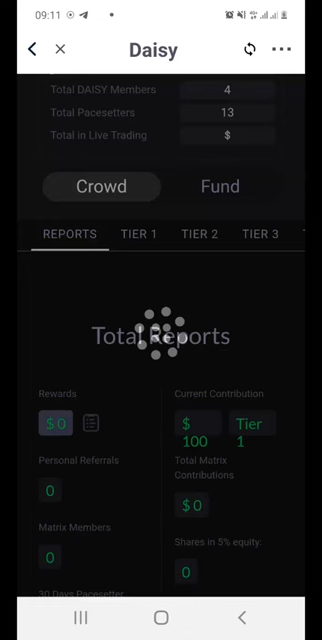 09:11
Daisy
Total DAISY Members 4
Total Pacesetters 13
Total in Live Trading $
Crowd Fund
REPORTS TIER 1 TIER 2 TIER 3
Total Reports
Rewards Current Contribution
$ 0 $ 100 Tier 1
Personal Referrals Total Matrix Contributions
0 $ 0
Matrix Members Shares in 5% equity:
0 0
30 Days Pacesetter